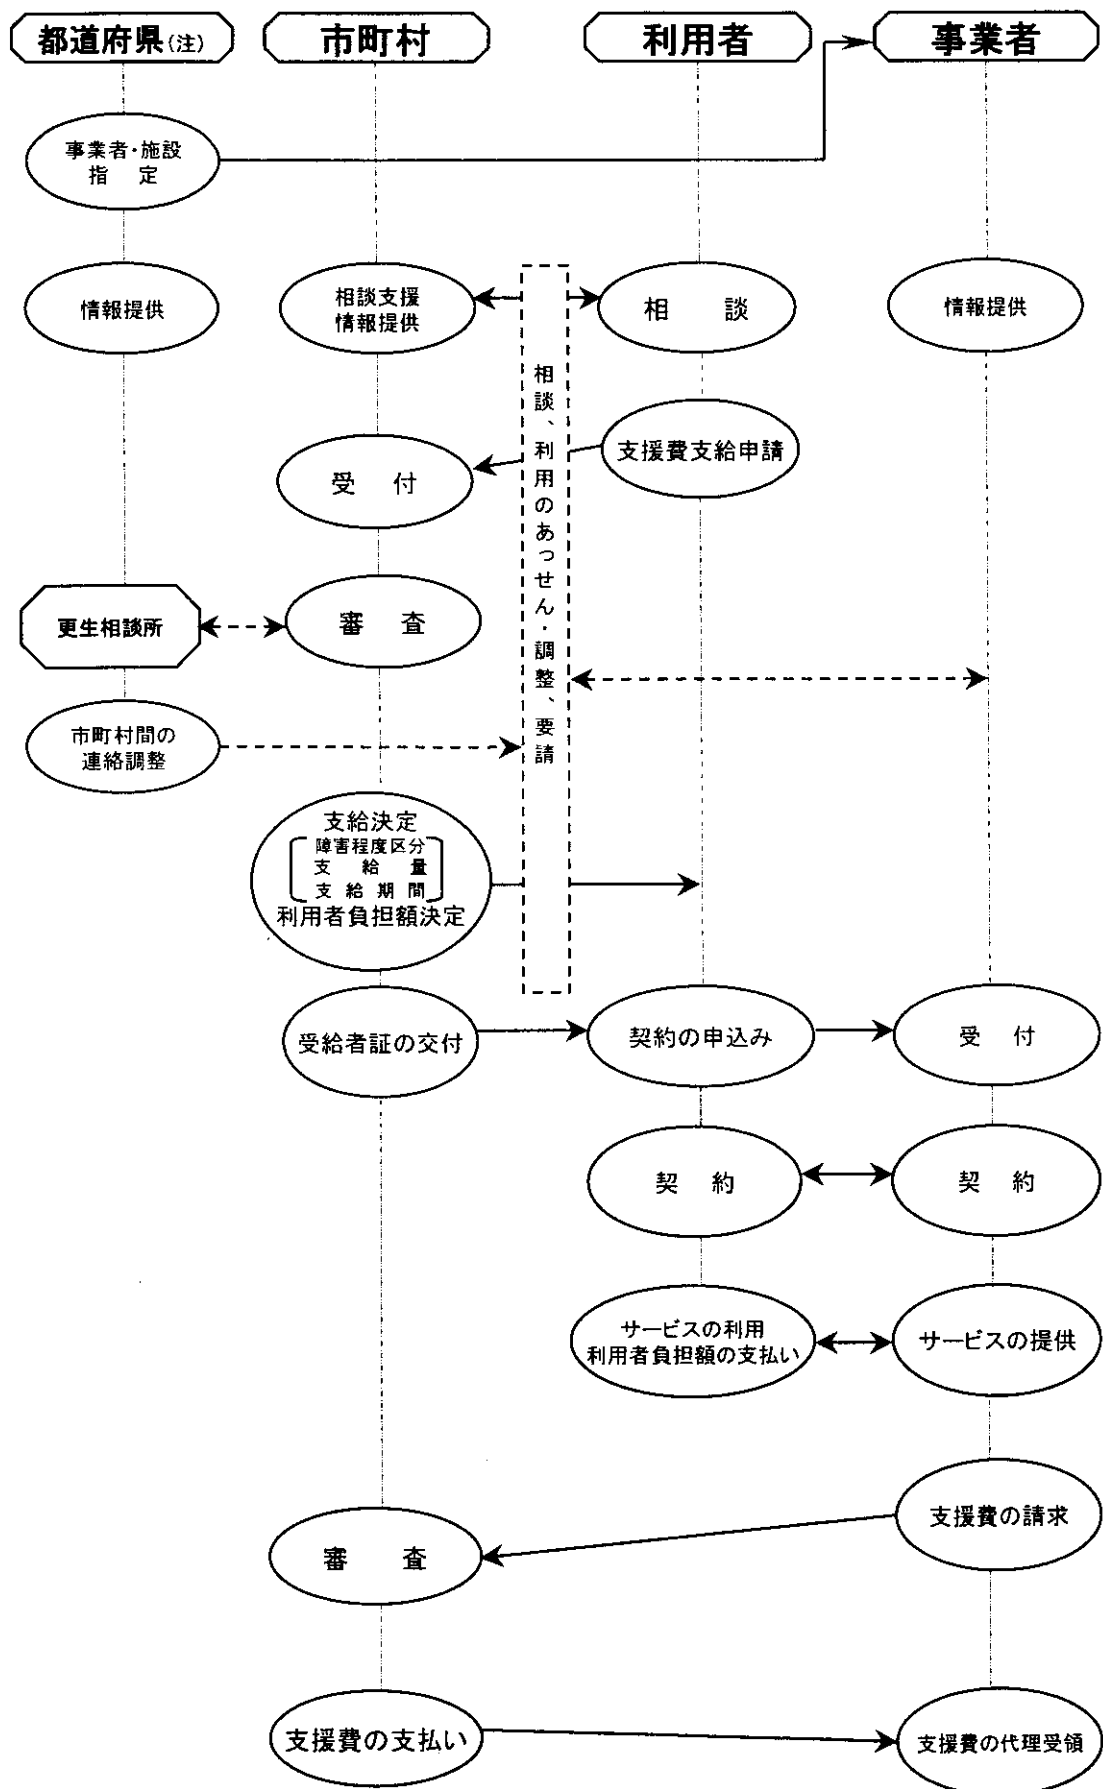 都道府県(注)
市町村
利用者
事業者
事業者・施設
指 定
情報提供
相談支援
情報提供
相 談
情報提供
相談、利用のあっせん・調整、要請
支援費支給申請
受 付
更生相談所
審 査
市町村間の
連絡調整
支給決定
障害程度区分
支 給 量
支 給 期 間
利用者負担額決定
受給者証の交付
契約の申込み
受 付
契 約
契 約
サービスの利用
利用者負担額の支払い
サービスの提供
支援費の請求
審 査
支援費の支払い
支援費の代理受領